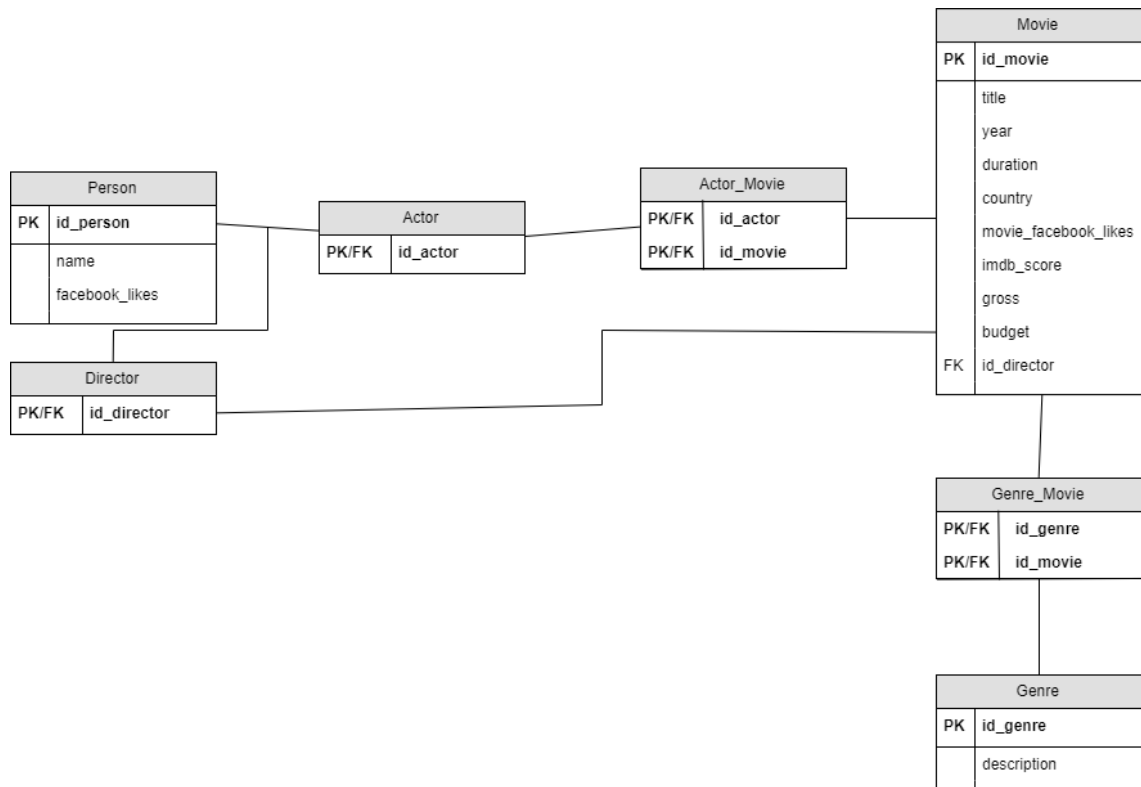 Movie
PK id_movie
title
year
duration
country
movie_facebook_likes
imdb_score
gross
budget
FK id_director
Person
PK id_person
name
facebook_likes
Actor
PK/FK id_actor
Actor_Movie
PK/FK id_actor
PK/FK id_movie
Director
PK/FK id_director
Genre_Movie
PK/FK id_genre
PK/FK id_movie
Genre
PK id_genre
description